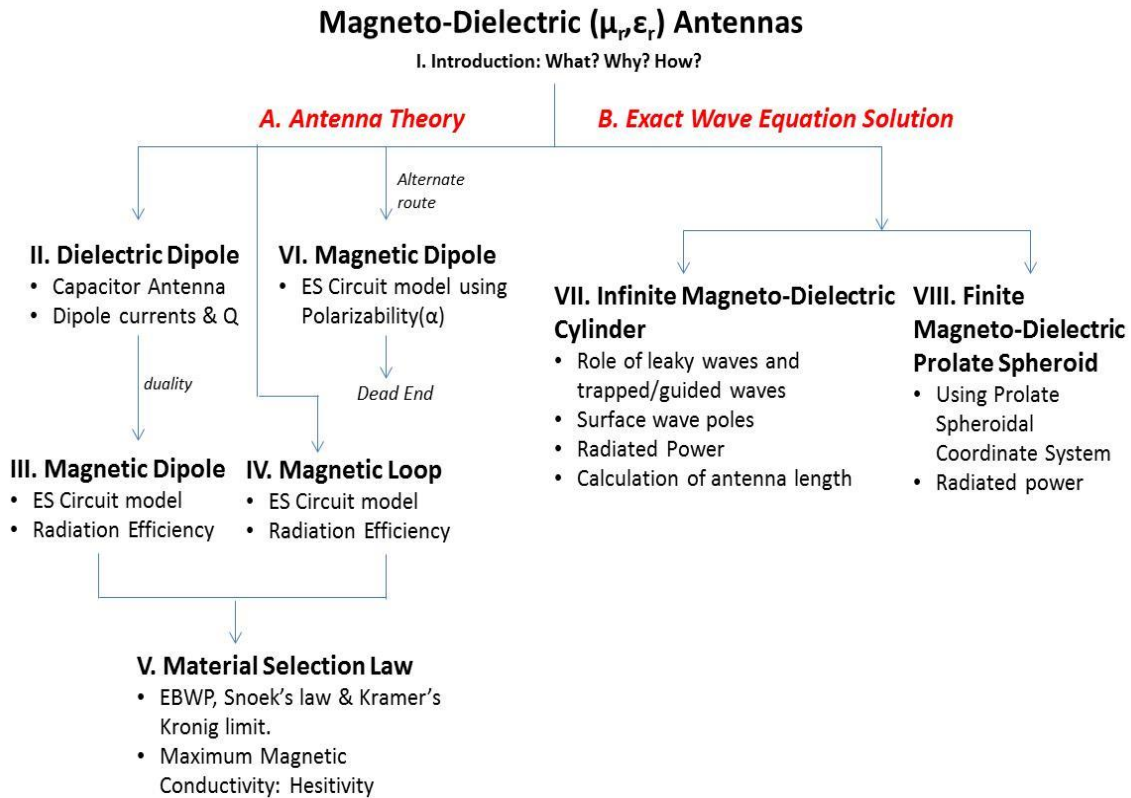 Magneto-Dielectric (μr,εr) Antennas
I. Introduction: What? Why? How?
A. Antenna Theory
B. Exact Wave Equation Solution
Alternate
route
II. Dielectric Dipole
• Capacitor Antenna
• Dipole currents & Q
VI. Magnetic Dipole
• ES Circuit model using
Polarizability(α)
Dead End
duality
III. Magnetic Dipole
• ES Circuit model
• Radiation Efficiency
IV. Magnetic Loop
• ES Circuit model
• Radiation Efficiency
V. Material Selection Law
• EBWP, Snoek's law & Kramer's
Kronig limit.
• Maximum Magnetic
Conductivity: Hesitivity
VII. Infinite Magneto-Dielectric
Cylinder
• Role of leaky waves and
trapped/guided waves
• Surface wave poles
• Radiated Power
• Calculation of antenna length
VIII. Finite
Magneto-Dielectric
Prolate Spheroid
• Using Prolate
Spheroidal
Coordinate System
• Radiated power